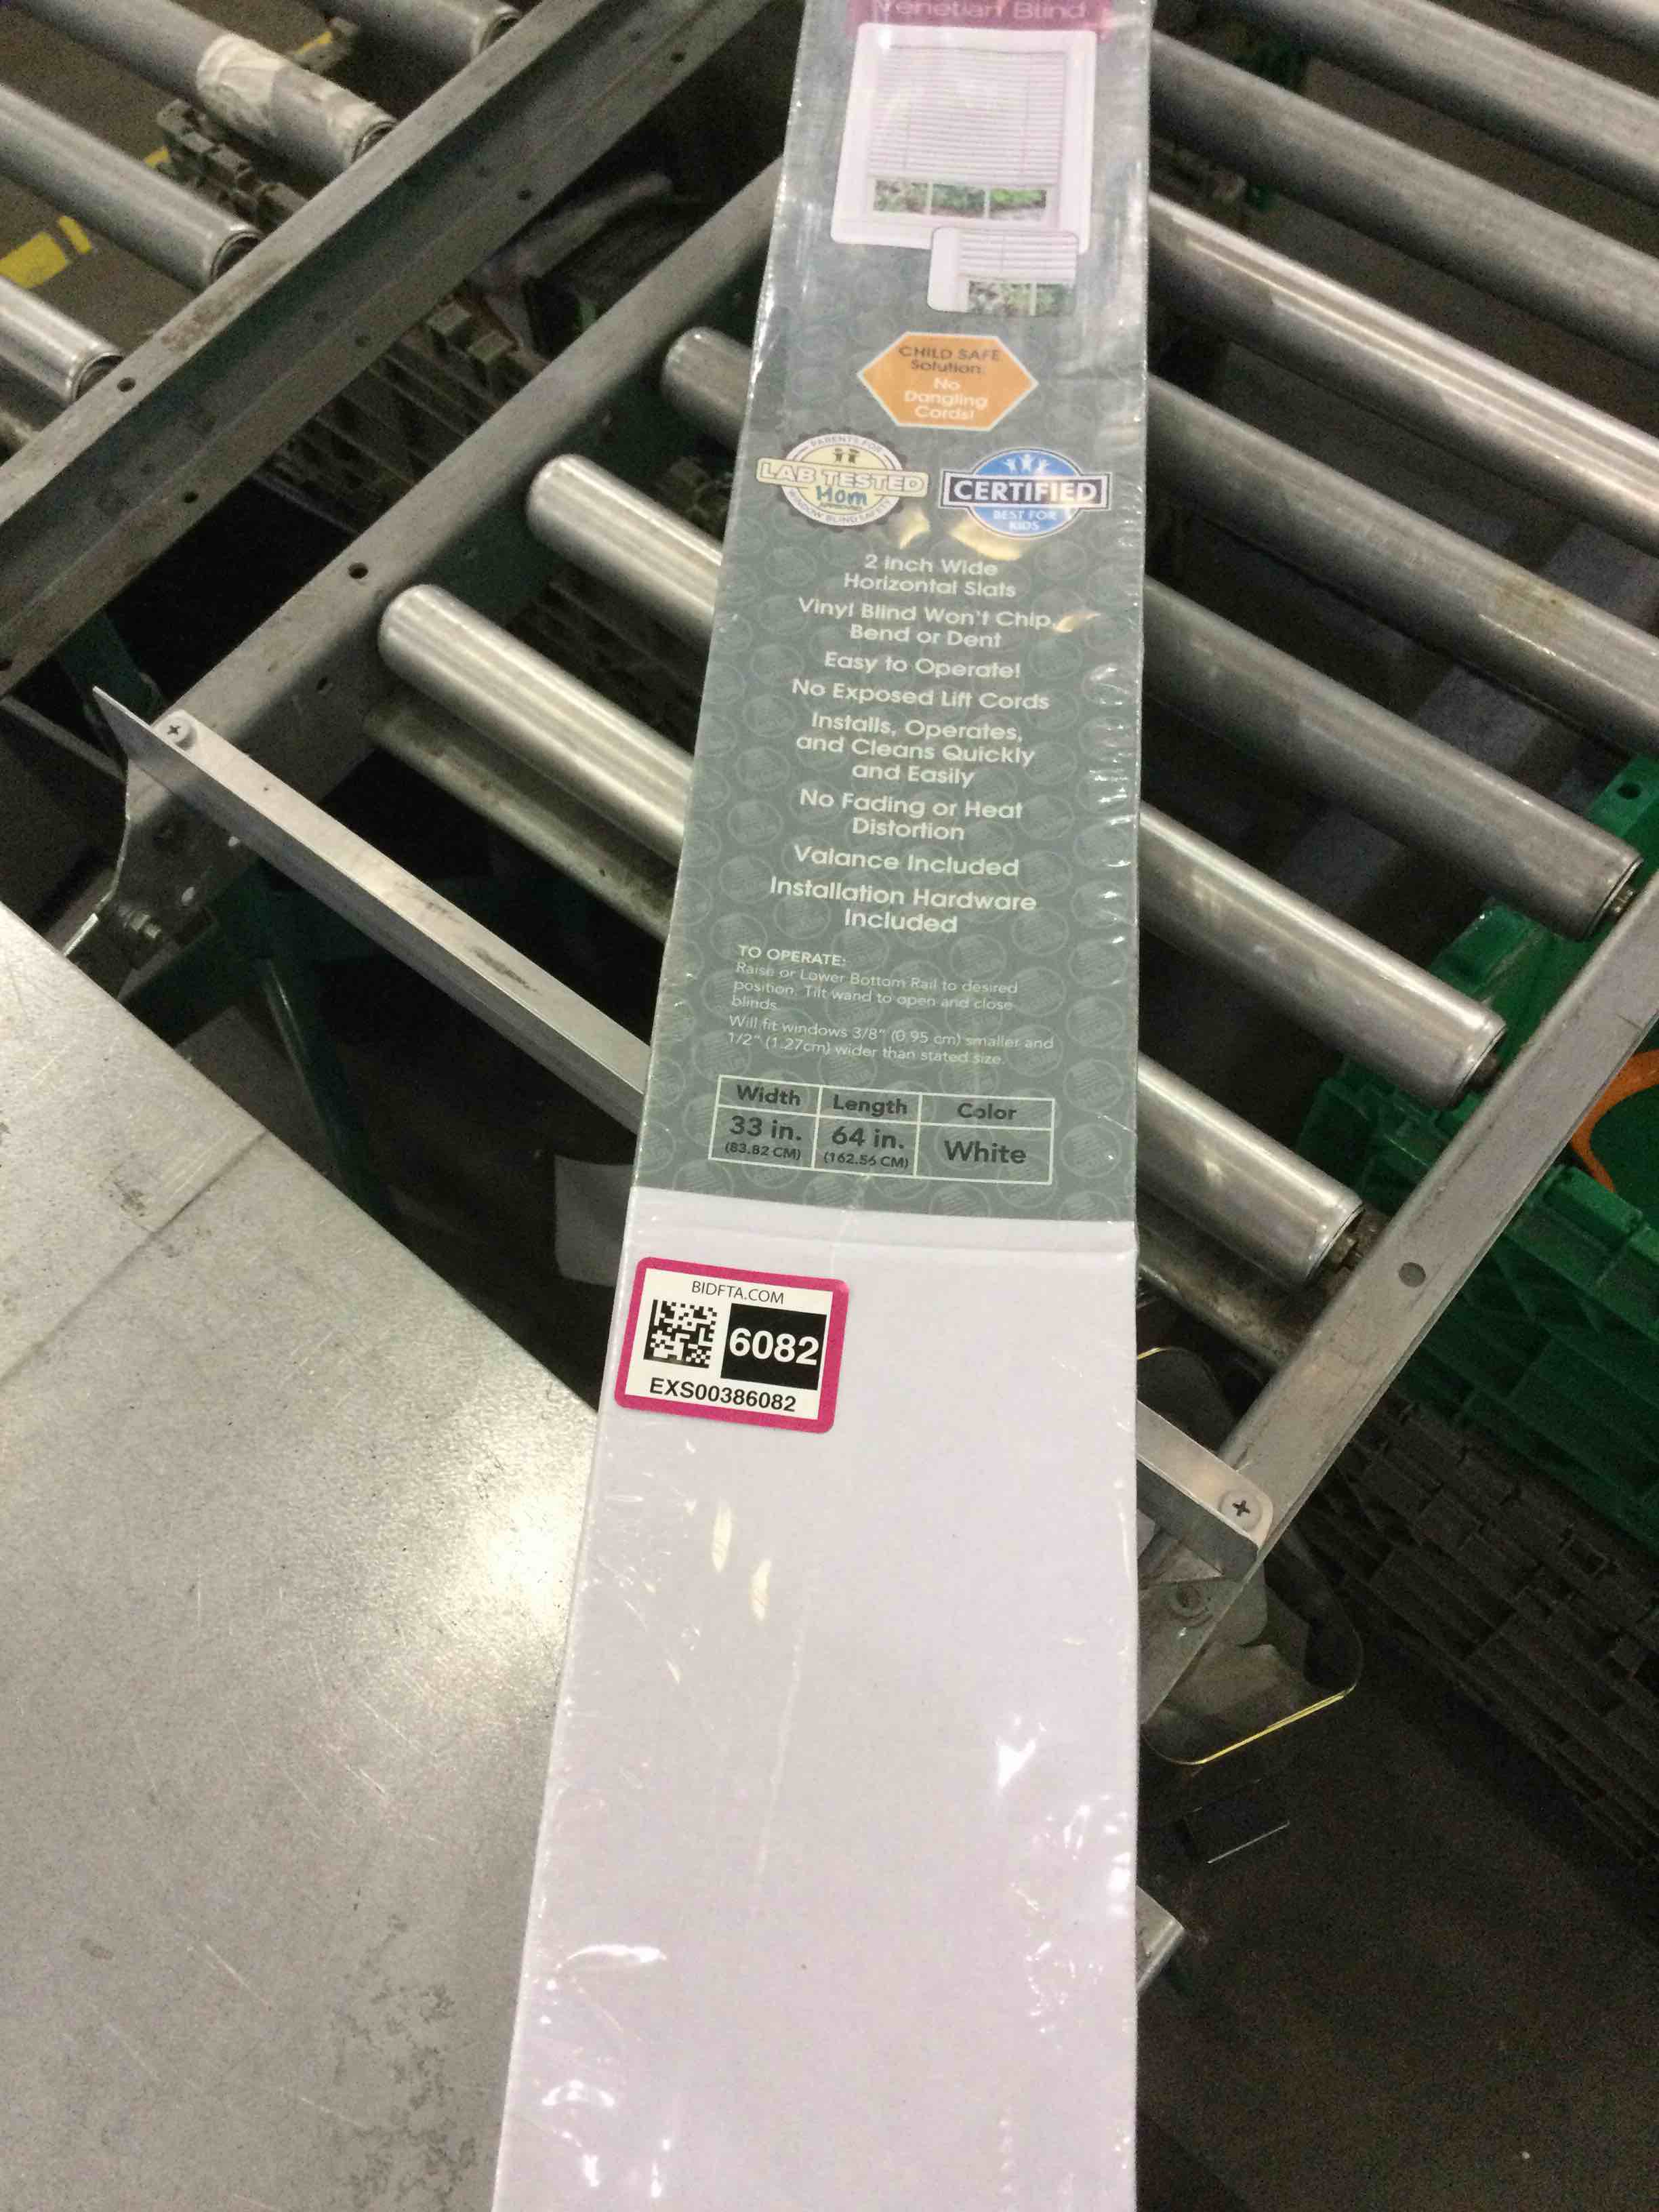 Venetian Blind
CHILD SAFE
Solution:
No
Dangling
Cords!
PARENTS FOR
LAB TESTED
Mom
WINDOW BLIND SAFETY
CERTIFIED
BEST FOR
KIDS
2 Inch Wide
Horizontal Slats
Vinyl Blind Won't Chip,
Bend or Dent
Easy to Operate!
No Exposed Lift Cords
Installs, Operates,
and Cleans Quickly
and Easily
No Fading or Heat
Distortion
Valance Included
Installation Hardware
Included
TO OPERATE:
Raise or Lower Bottom Rail to desired
position. Tilt wand to open and close
blinds.
Will fit windows 3/8" (0.95 cm) smaller and
1/2" (1.27cm) wider than stated size.
Width Length Color
33 in. 64 in. White
(83.82 CM) (162.56 CM)
BIDFTA.COM
6082
EXS00386082